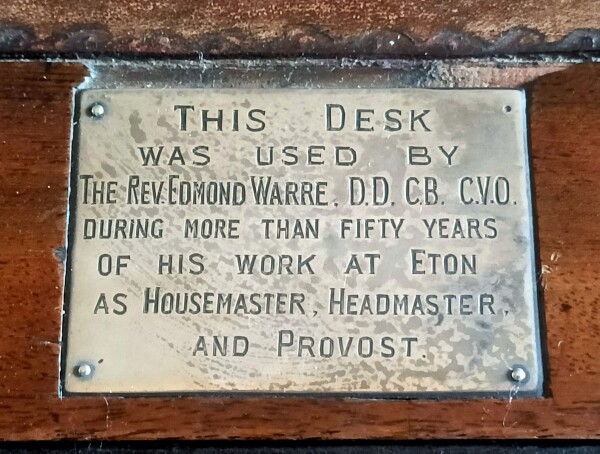 This Desk
was used by
The Rev. Edmond Warre, D.D. C.B. C.V.O.
during more than fifty years
of his work at Eton
as Housemaster, Headmaster,
and Provost.